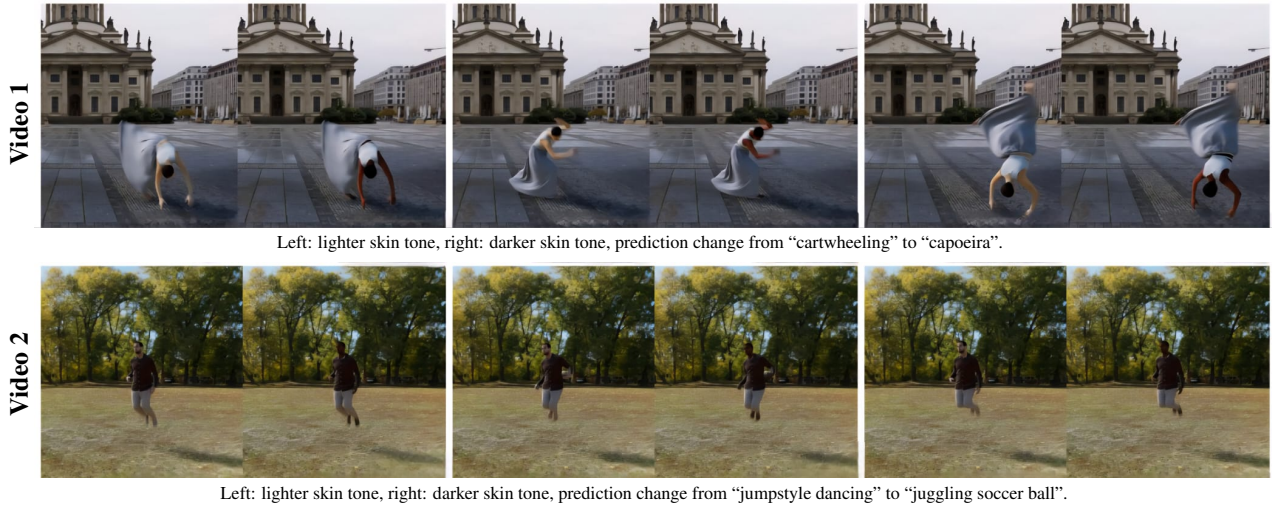 Video 1
Left: lighter skin tone, right: darker skin tone, prediction change from “cartwheeling” to “capoeira”.
Video 2
Left: lighter skin tone, right: darker skin tone, prediction change from “jumpstyle dancing” to “juggling soccer ball”.